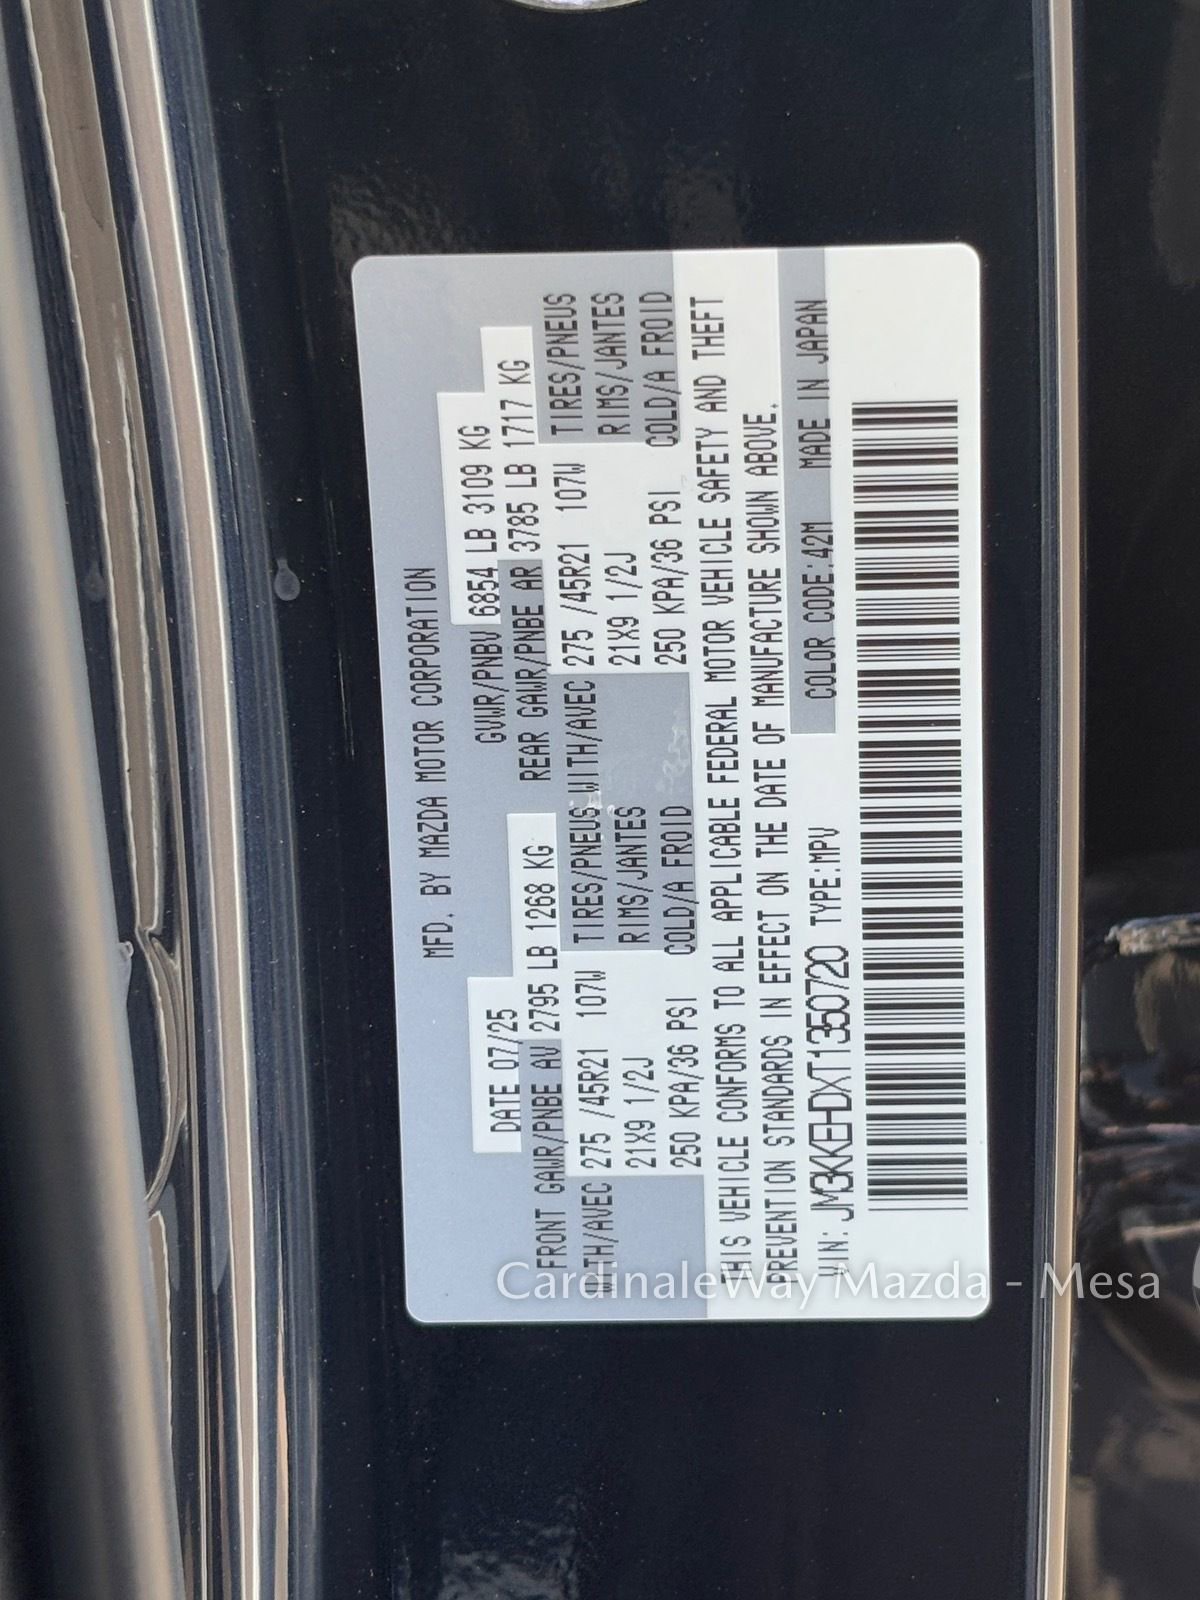 MFD. BY MAZDA MOTOR CORPORATION
DATE 07/25 GVWR/PNBV 6854 LB 3109 KG
FRONT GAWR/PNBE AV 2795 LB 1268 KG REAR GAWR/PNBE AR 3785 LB 1717 KG
WITH/AVEC 275 /45R21 107W TIRES/PNEUS WITH/AVEC 275 /45R21 107W TIRES/PNEUS
21X9 1/2J RIMS/JANTES 21X9 1/2J RIMS/JANTES
250 KPA/36 PSI COLD/A FROID 250 KPA/36 PSI COLD/A FROID
THIS VEHICLE CONFORMS TO ALL APPLICABLE FEDERAL MOTOR VEHICLE SAFETY AND THEFT
PREVENTION STANDARDS IN EFFECT ON THE DATE OF MANUFACTURE SHOWN ABOVE.
VIN: JM3KKEHDXT1350720 TYPE:MPV COLOR CODE:42M MADE IN JAPAN
CardinaleWay Mazda - Mesa